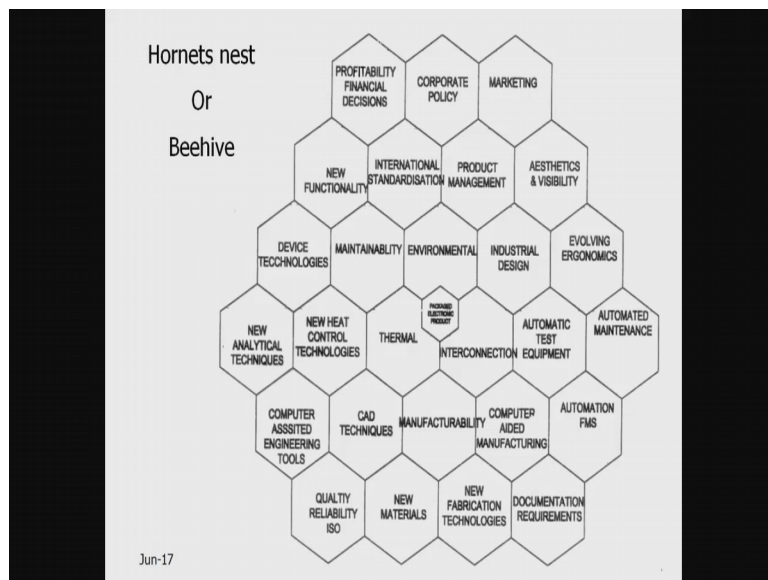 Hornets nest
Or
Beehive
PROFITABILITY
FINANCIAL
DECISIONS
CORPORATE
POLICY
MARKETING
NEW
FUNCTIONALITY
INTERNATIONAL
STANDARDISATION
PRODUCT
MANAGEMENT
AESTHETICS
& VISIBILITY
DEVICE
TECCHNOLOGIES
MAINTAINABLITY
ENVIRONMENTAL
INDUSTRIAL
DESIGN
EVOLVING
ERGONOMICS
NEW
ANALYTICAL
TECHNIQUES
NEW HEAT
CONTROL
TECHNOLOGIES
THERMAL
PACKAGED
ELECTRONIC
PRODUCT
INTERCONNECTION
AUTOMATIC
TEST
EQUIPMENT
AUTOMATED
MAINTENANCE
COMPUTER
ASSSITED
ENGINEERING
TOOLS
CAD
TECHNIQUES
MANUFACTURABILITY
COMPUTER
AIDED
MANUFACTURING
AUTOMATION
FMS
QUALTIY
RELIABILITY
ISO
NEW
MATERIALS
NEW
FABRICATION
TECHNOLOGIES
DOCUMENTATION
REQUIREMENTS
Jun-17